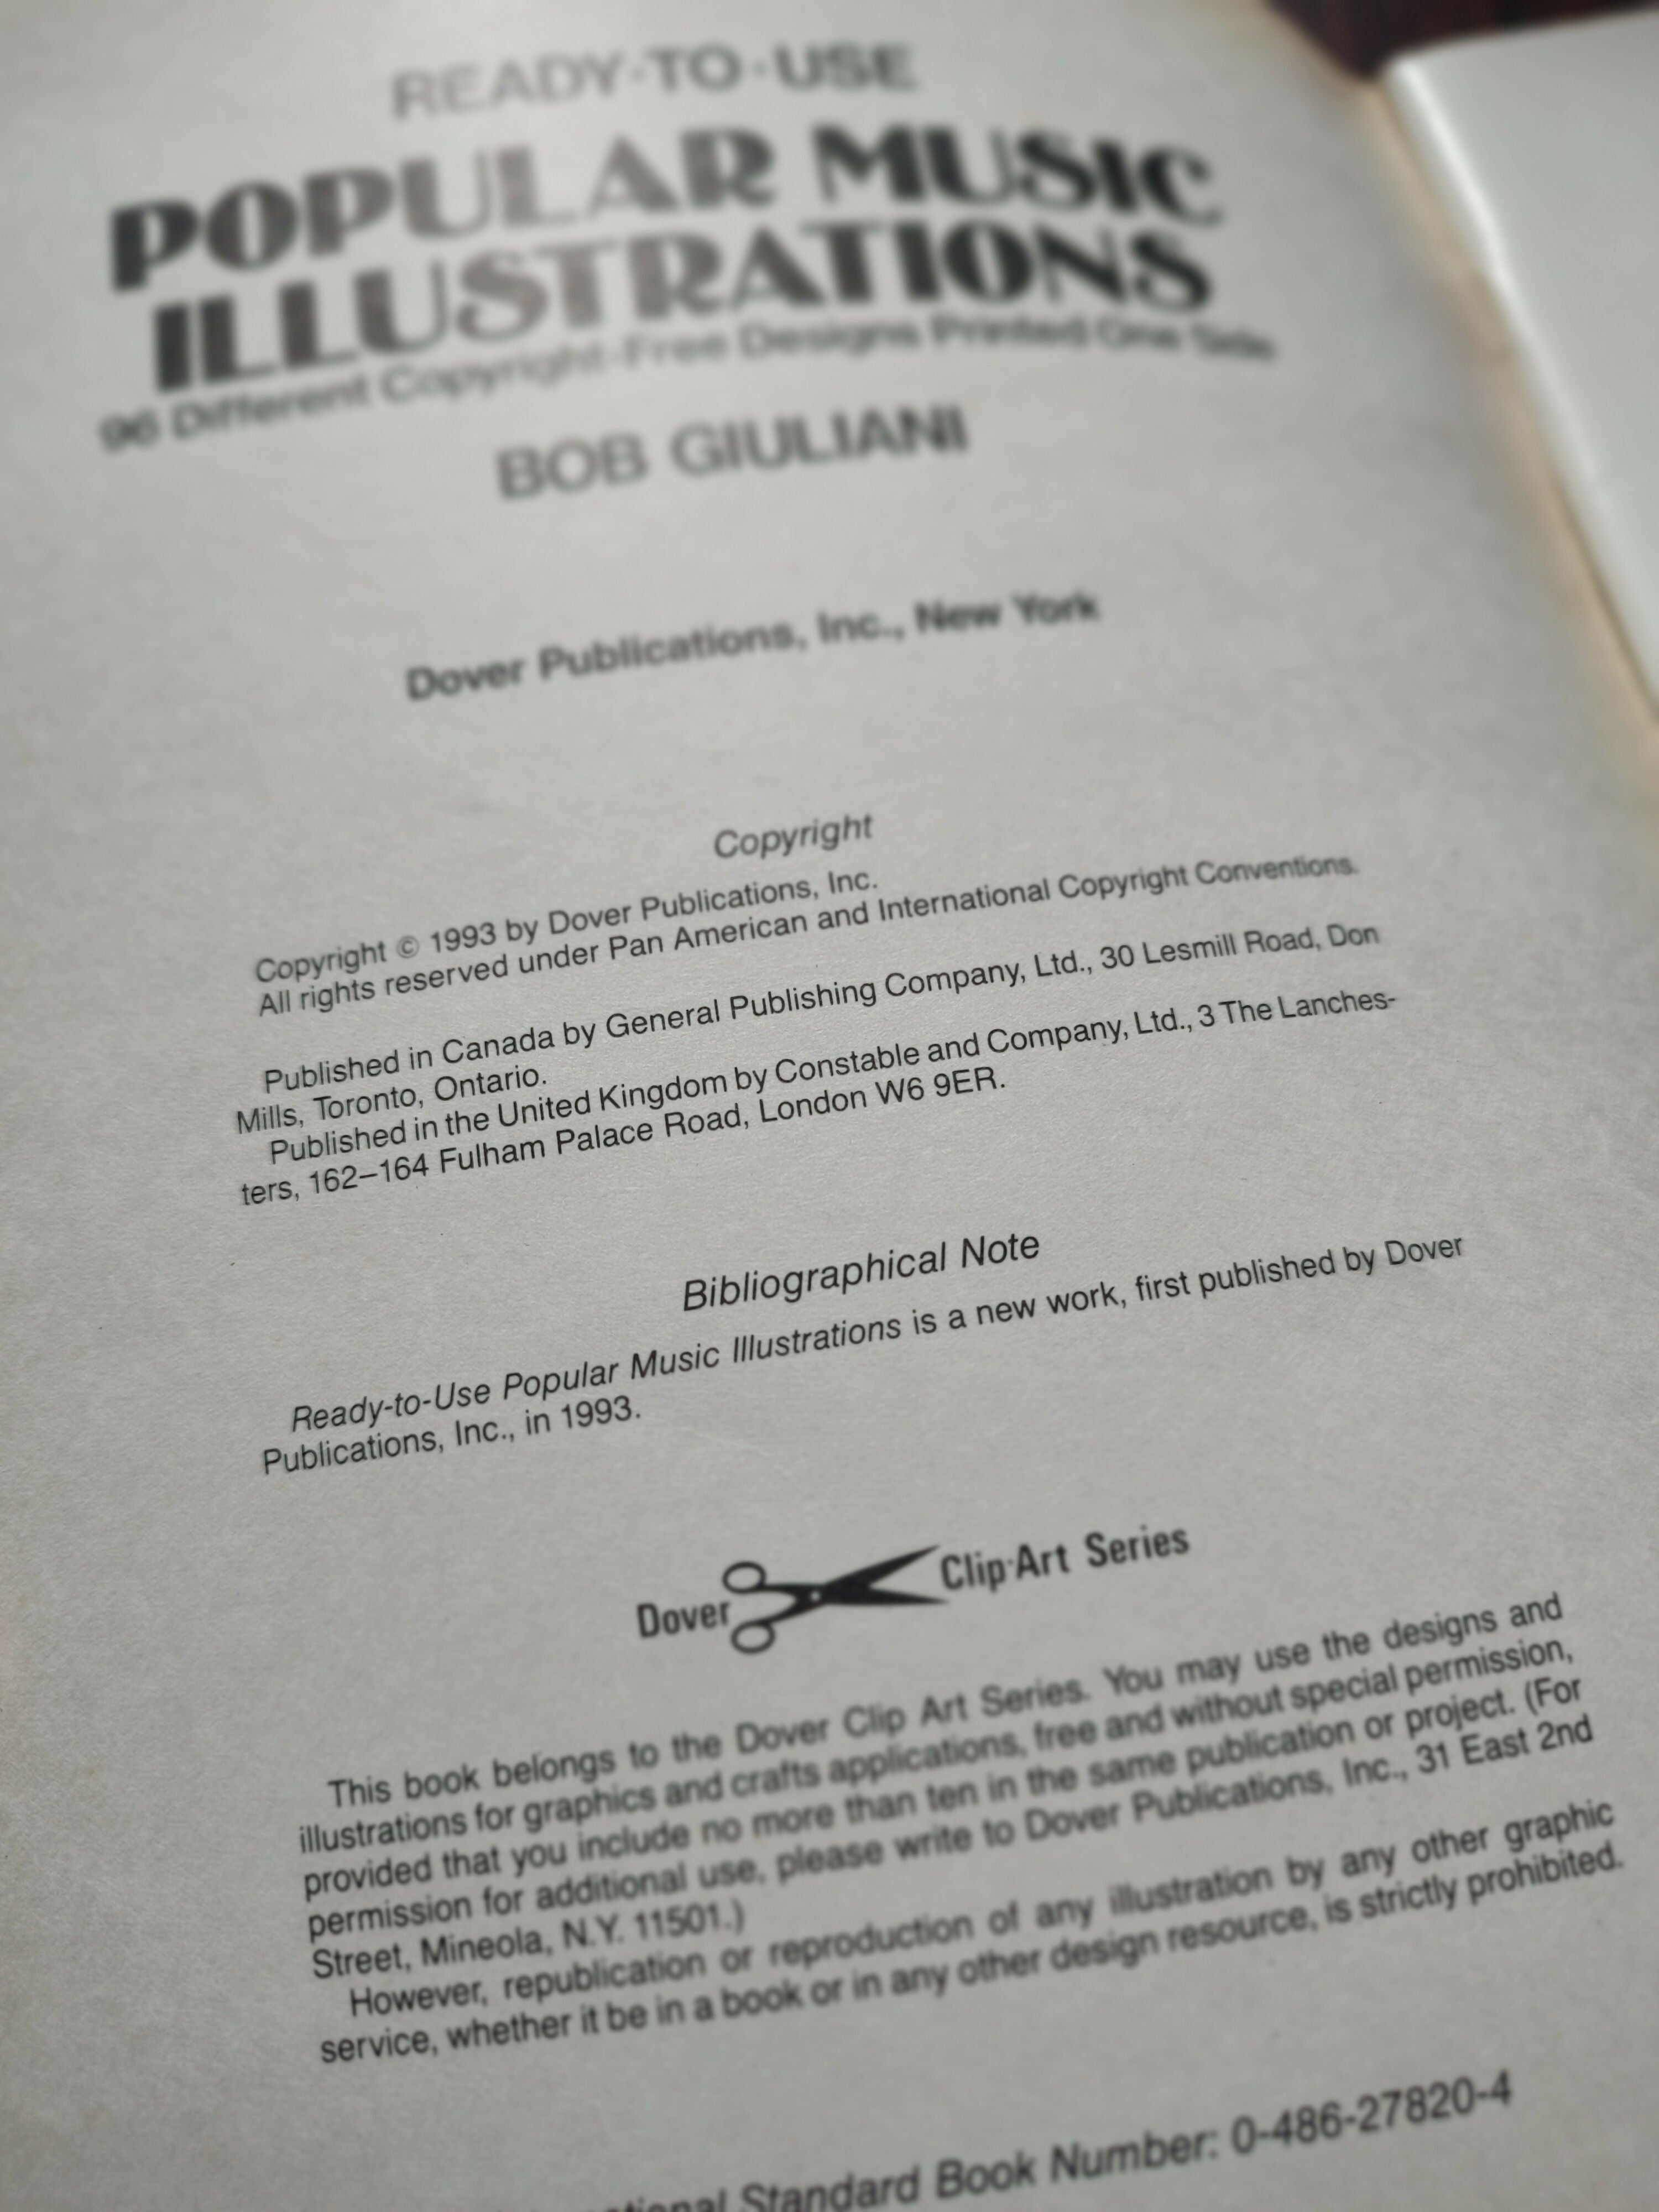 READY·TO·USE
POPULAR MUSIC
ILLUSTRATIONS
96 Different Copyright-Free Designs Printed One Side
BOB GIULIANI
Dover Publications, Inc., New York
Copyright
Copyright © 1993 by Dover Publications, Inc.
All rights reserved under Pan American and International Copyright Conventions.
Published in Canada by General Publishing Company, Ltd., 30 Lesmill Road, Don
Mills, Toronto, Ontario.
Published in the United Kingdom by Constable and Company, Ltd., 3 The Lanches-
ters, 162–164 Fulham Palace Road, London W6 9ER.
Bibliographical Note
Ready-to-Use Popular Music Illustrations is a new work, first published by Dover
Publications, Inc., in 1993.
Dover Clip·Art Series
This book belongs to the Dover Clip Art Series. You may use the designs and
illustrations for graphics and crafts applications, free and without special permission,
provided that you include no more than ten in the same publication or project. (For
permission for additional use, please write to Dover Publications, Inc., 31 East 2nd
Street, Mineola, N.Y. 11501.)
However, republication or reproduction of any illustration by any other graphic
service, whether it be in a book or in any other design resource, is strictly prohibited.
Standard Book Number: 0-486-27820-4